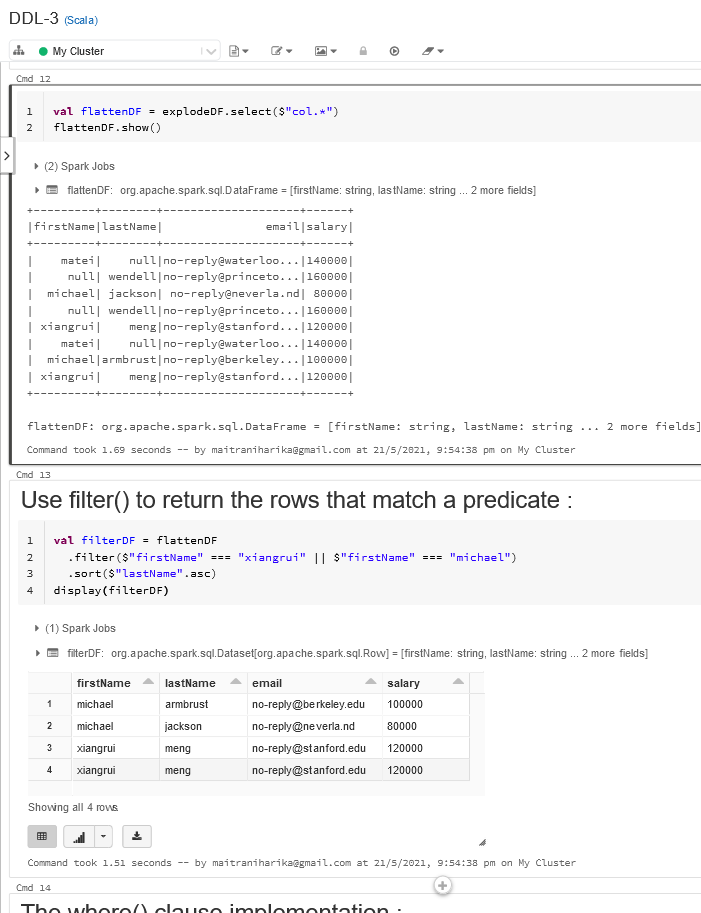 DDL-3 (Scala)
My Cluster
Cmd 12
1 val flattenDF = explodeDF.select($"col.*")
2 flattenDF.show()
(2) Spark Jobs
flattenDF: org.apache.spark.sql.DataFrame = [firstName: string, lastName: string ... 2 more fields]
+---------+--------+--------------------+------+
|firstName|lastName|               email|salary|
+---------+--------+--------------------+------+
|    matei|    null|no-reply@waterloo...|140000|
|     null| wendell|no-reply@princeto...|160000|
|  michael| jackson| no-reply@neverla.nd| 80000|
|     null| wendell|no-reply@princeto...|160000|
| xiangrui|    meng|no-reply@stanford...|120000|
|    matei|    null|no-reply@waterloo...|140000|
|  michael|armbrust|no-reply@berkeley...|100000|
| xiangrui|    meng|no-reply@stanford...|120000|
+---------+--------+--------------------+------+
flattenDF: org.apache.spark.sql.DataFrame = [firstName: string, lastName: string ... 2 more fields]
Command took 1.69 seconds -- by maitraniharika@gmail.com at 21/5/2021, 9:54:38 pm on My Cluster
Cmd 13
Use filter() to return the rows that match a predicate :
1 val filterDF = flattenDF
2   .filter($"firstName" === "xiangrui" || $"firstName" === "michael")
3   .sort($"lastName".asc)
4 display(filterDF)
(1) Spark Jobs
filterDF: org.apache.spark.sql.Dataset[org.apache.spark.sql.Row] = [firstName: string, lastName: string ... 2 more fields]
firstName lastName email salary
1 michael armbrust no-reply@berkeley.edu 100000
2 michael jackson no-reply@neverla.nd 80000
3 xiangrui meng no-reply@stanford.edu 120000
4 xiangrui meng no-reply@stanford.edu 120000
Showing all 4 rows.
Command took 1.51 seconds -- by maitraniharika@gmail.com at 21/5/2021, 9:54:38 pm on My Cluster
Cmd 14
The where() clause implementation :